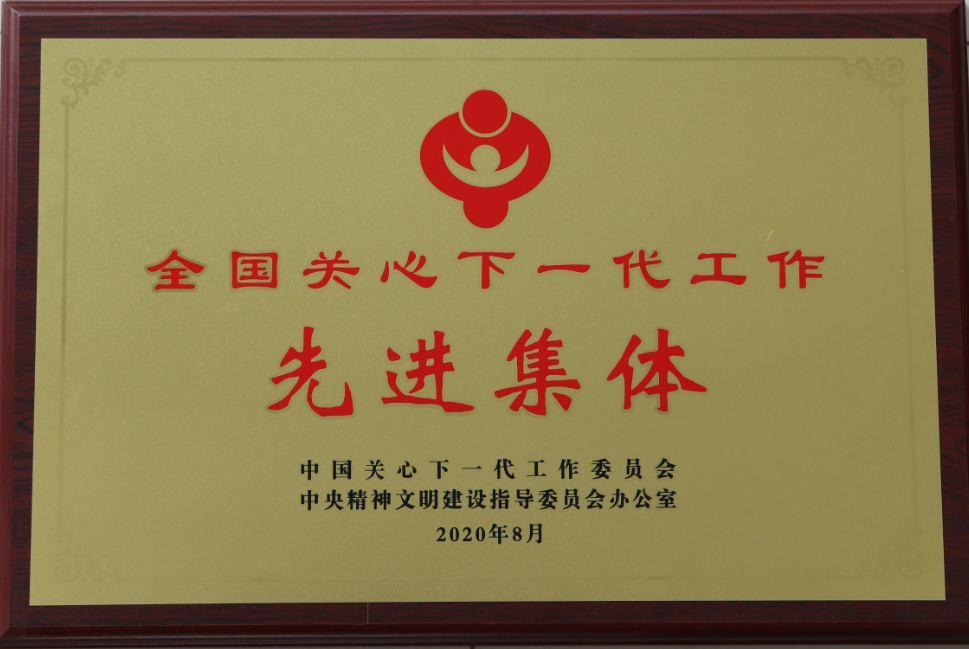 全国关心下一代工作
先进集体
中国关心下一代工作委员会
中央精神文明建设指导委员会办公室
2020年8月